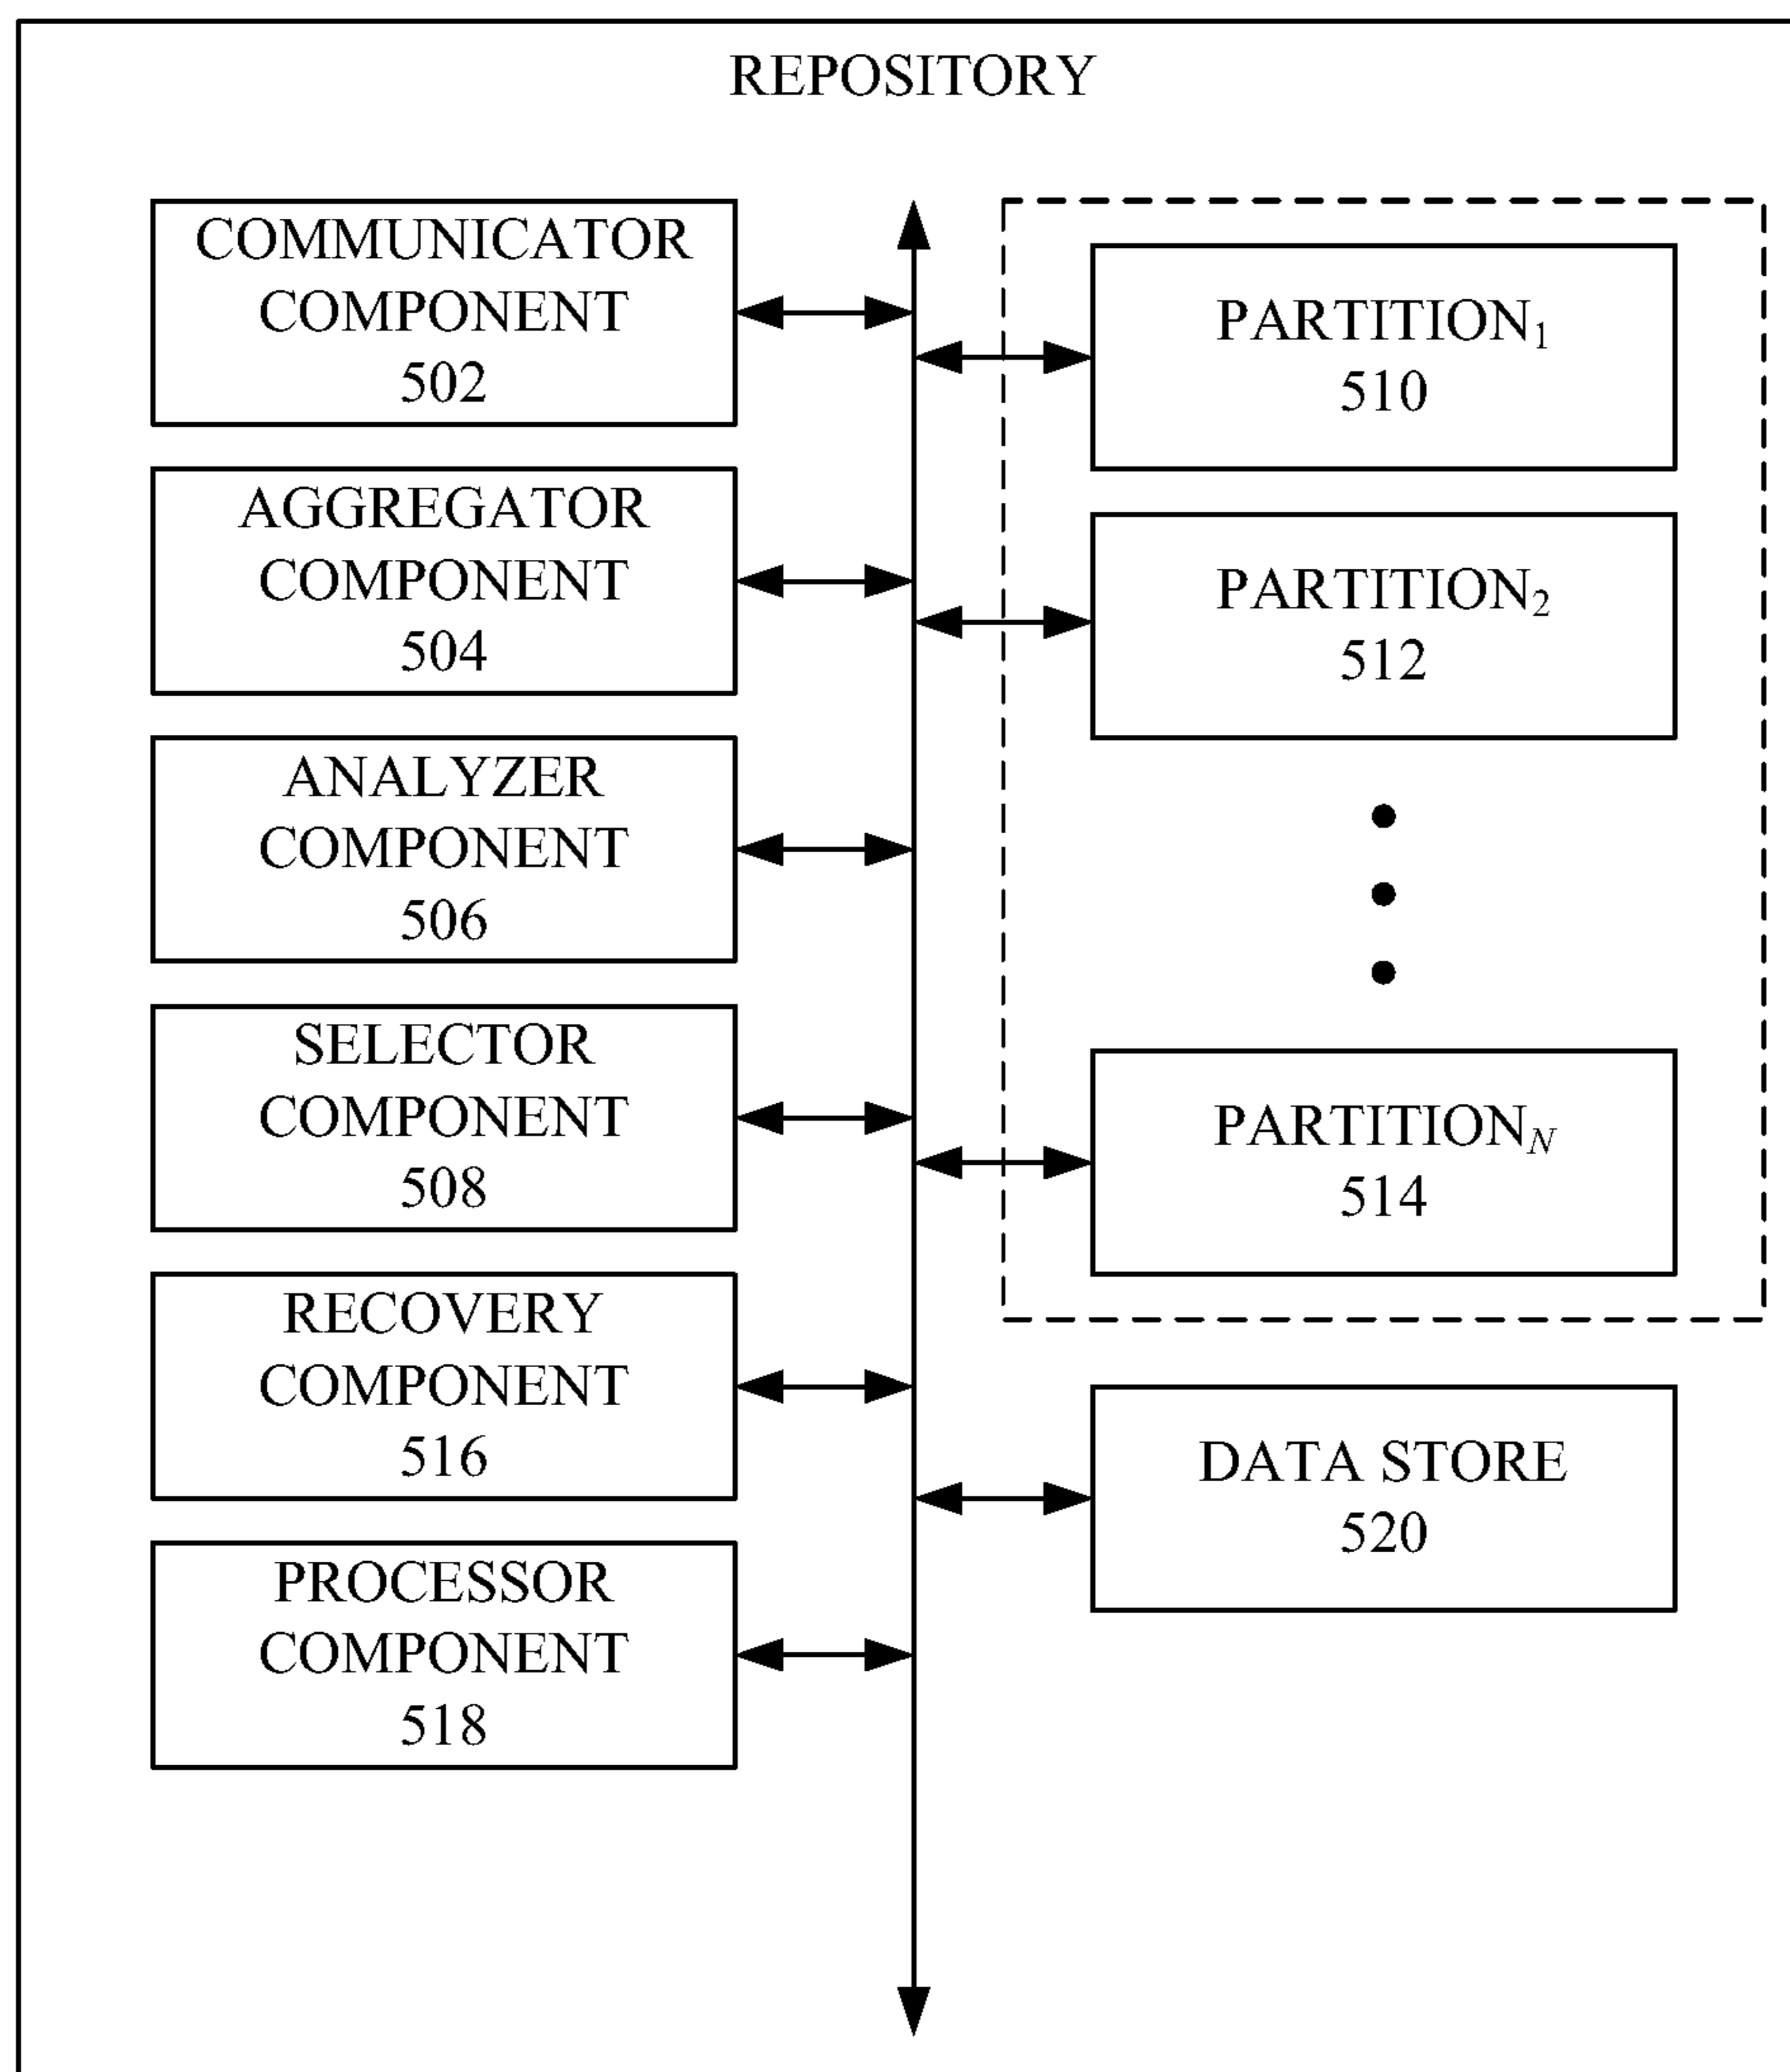 REPOSITORY
COMMUNICATOR
COMPONENT
502
AGGREGATOR
COMPONENT
504
ANALYZER
COMPONENT
506
SELECTOR
COMPONENT
508
RECOVERY
COMPONENT
516
PROCESSOR
COMPONENT
518
PARTITION1
510
PARTITION2
512
PARTITIONN
514
DATA STORE
520